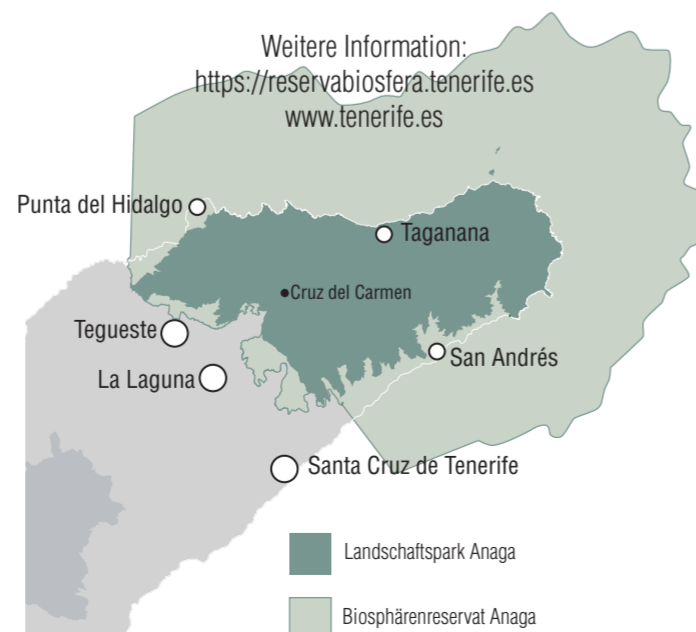 Weitere Information:
https://reservabiosfera.tenerife.es
www.tenerife.es
Punta del Hidalgo
Taganana
Cruz del Carmen
Tegueste
San Andrés
La Laguna
Santa Cruz de Tenerife
Landschaftspark Anaga
Biosphärenreservat Anaga